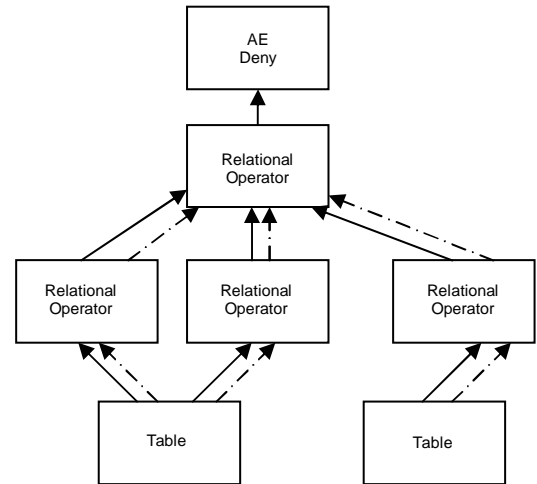 AE
Deny
Relational
Operator
Relational
Operator
Relational
Operator
Relational
Operator
Table
Table